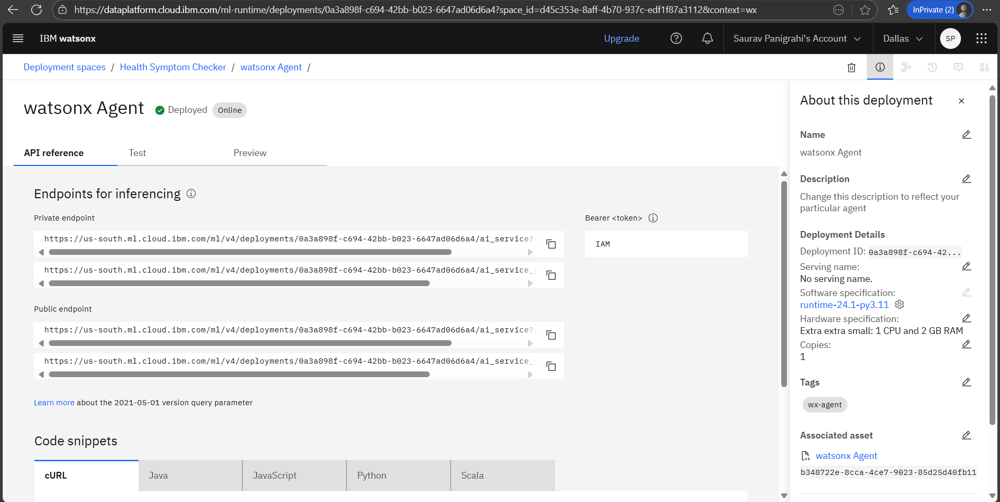 https://dataplatform.cloud.ibm.com/ml-runtime/deployments/0a3a898f-c694-42bb-b023-6647ad06d6a4?space_id=d45c353e-8aff-4b70-937c-edf1f87a3112&context=wx
InPrivate (2)
IBM watsonx
Upgrade
Saurav Panigrahi's Account
Dallas
SP
Deployment spaces / Health Symptom Checker / watsonx Agent /
watsonx Agent
Deployed
Online
API reference
Test
Preview
Endpoints for inferencing
Private endpoint
https://us-south.ml.cloud.ibm.com/ml/v4/deployments/0a3a898f-c694-42bb-b023-6647ad06d6a4/ai_service?
https://us-south.ml.cloud.ibm.com/ml/v4/deployments/0a3a898f-c694-42bb-b023-6647ad06d6a4/ai_service_s
Bearer <token>
IAM
Public endpoint
https://us-south.ml.cloud.ibm.com/ml/v4/deployments/0a3a898f-c694-42bb-b023-6647ad06d6a4/ai_service?
https://us-south.ml.cloud.ibm.com/ml/v4/deployments/0a3a898f-c694-42bb-b023-6647ad06d6a4/ai_service_s
Learn more about the 2021-05-01 version query parameter
Code snippets
cURL
Java
JavaScript
Python
Scala
About this deployment
Name
watsonx Agent
Description
Change this description to reflect your
particular agent
Deployment Details
Deployment ID: 0a3a898f-c694-42...
Serving name:
No serving name.
Software specification:
runtime-24.1-py3.11
Hardware specification:
Extra extra small: 1 CPU and 2 GB RAM
Copies:
1
Tags
wx-agent
Associated asset
watsonx Agent
b348722e-8cca-4ce7-9023-85d25d40fb11